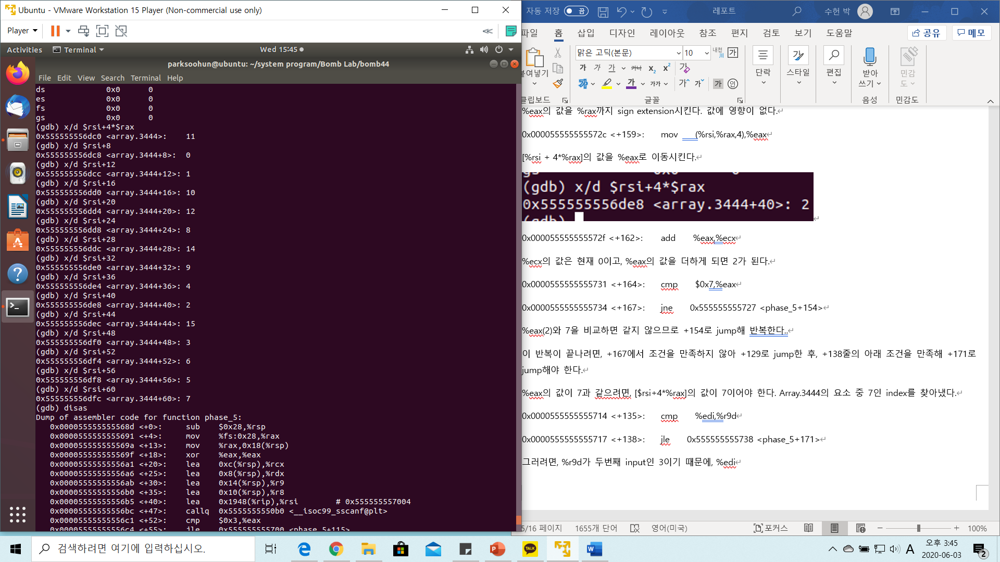 Ubuntu - VMware Workstation 15 Player (Non-commercial use only)
Player
Activities
Terminal
Wed 15:45
parksoohun@ubuntu: ~/system program/Bomb Lab/bomb44
File Edit View Search Terminal Help
ds 0x0 0
es 0x0 0
fs 0x0 0
gs 0x0 0
(gdb) x/d $rsi+4*$rax
0x555555556dc0 <array.3444>: 11
(gdb) x/d $rsi+8
0x555555556dc8 <array.3444+8>: 0
(gdb) x/d $rsi+12
0x555555556dcc <array.3444+12>: 1
(gdb) x/d $rsi+16
0x555555556dd0 <array.3444+16>: 10
(gdb) x/d $rsi+20
0x555555556dd4 <array.3444+20>: 12
(gdb) x/d $rsi+24
0x555555556dd8 <array.3444+24>: 8
(gdb) x/d $rsi+28
0x555555556ddc <array.3444+28>: 14
(gdb) x/d $rsi+32
0x555555556de0 <array.3444+32>: 9
(gdb) x/d $rsi+36
0x555555556de4 <array.3444+36>: 4
(gdb) x/d $rsi+40
0x555555556de8 <array.3444+40>: 2
(gdb) x/d $rsi+44
0x555555556dec <array.3444+44>: 15
(gdb) x/d $rsi+48
0x555555556df0 <array.3444+48>: 3
(gdb) x/d $rsi+52
0x555555556df4 <array.3444+52>: 6
(gdb) x/d $rsi+56
0x555555556df8 <array.3444+56>: 5
(gdb) x/d $rsi+60
0x555555556dfc <array.3444+60>: 7
(gdb) disas
Dump of assembler code for function phase_5:
0x000055555555568d <+0>: sub $0x28,%rsp
0x0000555555555691 <+4>: mov %fs:0x28,%rax
0x000055555555569a <+13>: mov %rax,0x18(%rsp)
0x000055555555569f <+18>: xor %eax,%eax
0x00005555555556a1 <+20>: lea 0xc(%rsp),%rcx
0x00005555555556a6 <+25>: lea 0x8(%rsp),%rdx
0x00005555555556ab <+30>: lea 0x14(%rsp),%r9
0x00005555555556b0 <+35>: lea 0x10(%rsp),%r8
0x00005555555556b5 <+40>: lea 0x1948(%rip),%rsi # 0x555555557004
0x00005555555556bc <+47>: callq 0x5555555550b0 <__isoc99_sscanf@plt>
0x00005555555556c1 <+52>: cmp $0x3,%eax
0x00005555555556c4 <+55>: jle 0x555555555700 <phase_5+115>
자동 저장 끔
레포트
수헌 박
파일 홈 삽입 디자인 레이아웃 참조 편지 검토 보기 도움말
공유 메모
붙여넣기
맑은 고딕(본문) 10
내천 가
단락 스타일 편집 받아쓰기 민감도
클립보드 글꼴 음성 민감도
%eax의 값을 %rax까지 sign extension시킨다. 값에 영향이 없다.
0x000055555555572c <+159>: mov (%rsi,%rax,4),%eax
[%rsi + 4*%rax]의 값을 %eax로 이동시킨다.
(gdb) x/d $rsi+4*$rax
0x555555556de8 <array.3444+40>: 2
(gdb)
0x000055555555572f <+162>: add %eax,%ecx
%ecx의 값은 현재 0이고, %eax의 값을 더하게 되면 2가 된다.
0x0000555555555731 <+164>: cmp $0x7,%eax
0x0000555555555734 <+167>: jne 0x555555555727 <phase_5+154>
%eax(2)와 7을 비교하면 같지 않으므로 +154로 jump해 반복한다..
이 반복이 끝나려면, +167에서 조건을 만족하지 않아 +129로 jump한 후, +138줄의 아래 조건을 만족해 +171로
jump해야 한다.
%eax의 값이 7과 같으려면, [$rsi+4*%rax]의 값이 7이어야 한다. Array.3444의 요소 중 7인 index를 찾아냈다.
0x0000555555555714 <+135>: cmp %edi,%r9d
0x0000555555555717 <+138>: jle 0x555555555738 <phase_5+171>
그러려면, %r9d가 두번째 input인 3이기 때문에, %edi
5/16 페이지 1655개 단어 영어(미국) 포커스 100%
검색하려면 여기에 입력하십시오.
TALK
A
오후 3:45
2020-06-03
2